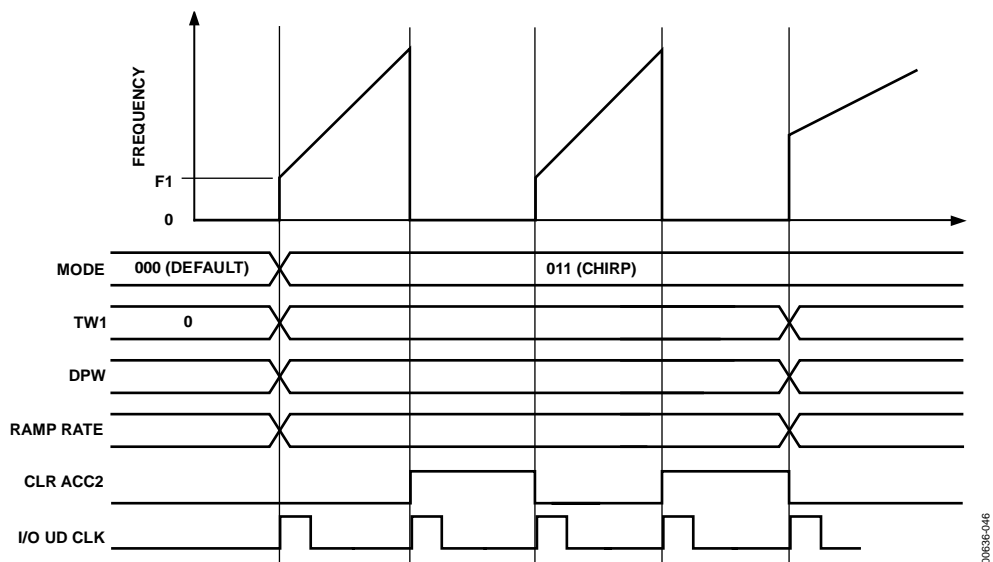 FREQUENCY
F1
0
MODE
000 (DEFAULT)
011 (CHIRP)
TW1
0
DPW
RAMP RATE
CLR ACC2
I/O UD CLK
00636-046